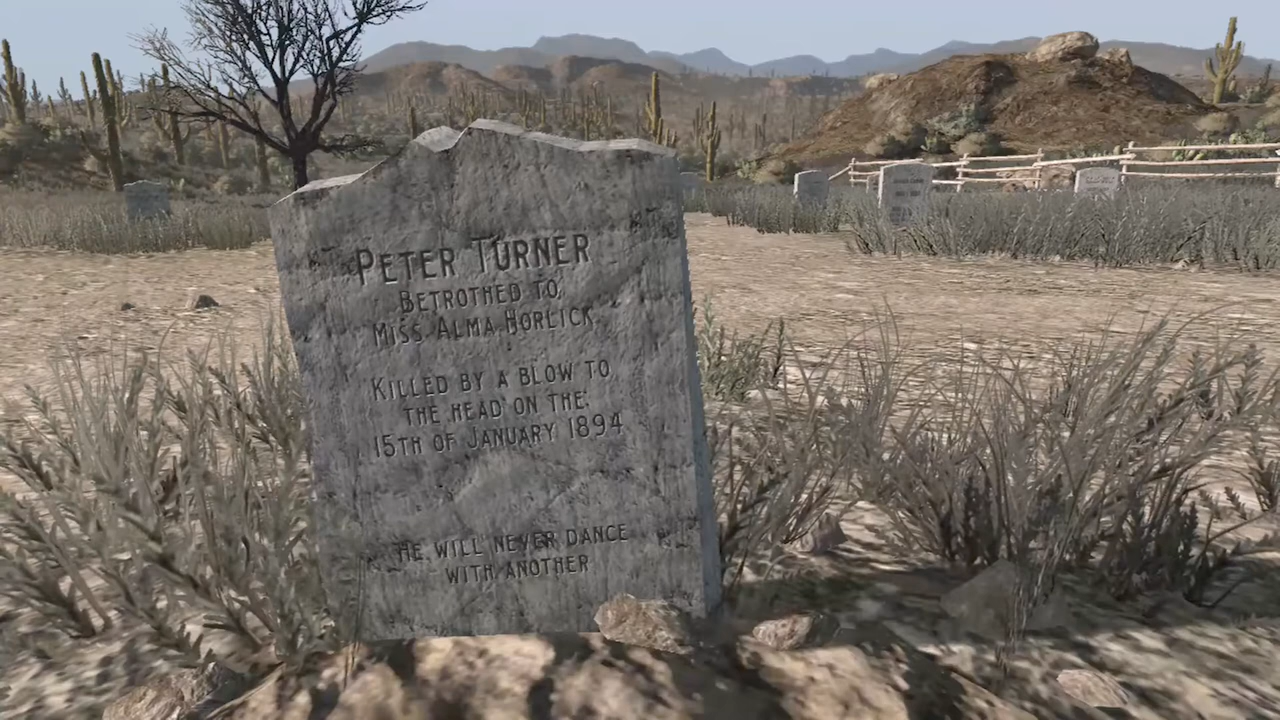 PETER TURNER
BETROTHED TO
MISS ALMA HORLICK
KILLED BY A BLOW TO
THE HEAD ON THE
15TH OF JANUARY 1894
HE WILL NEVER DANCE
WITH ANOTHER